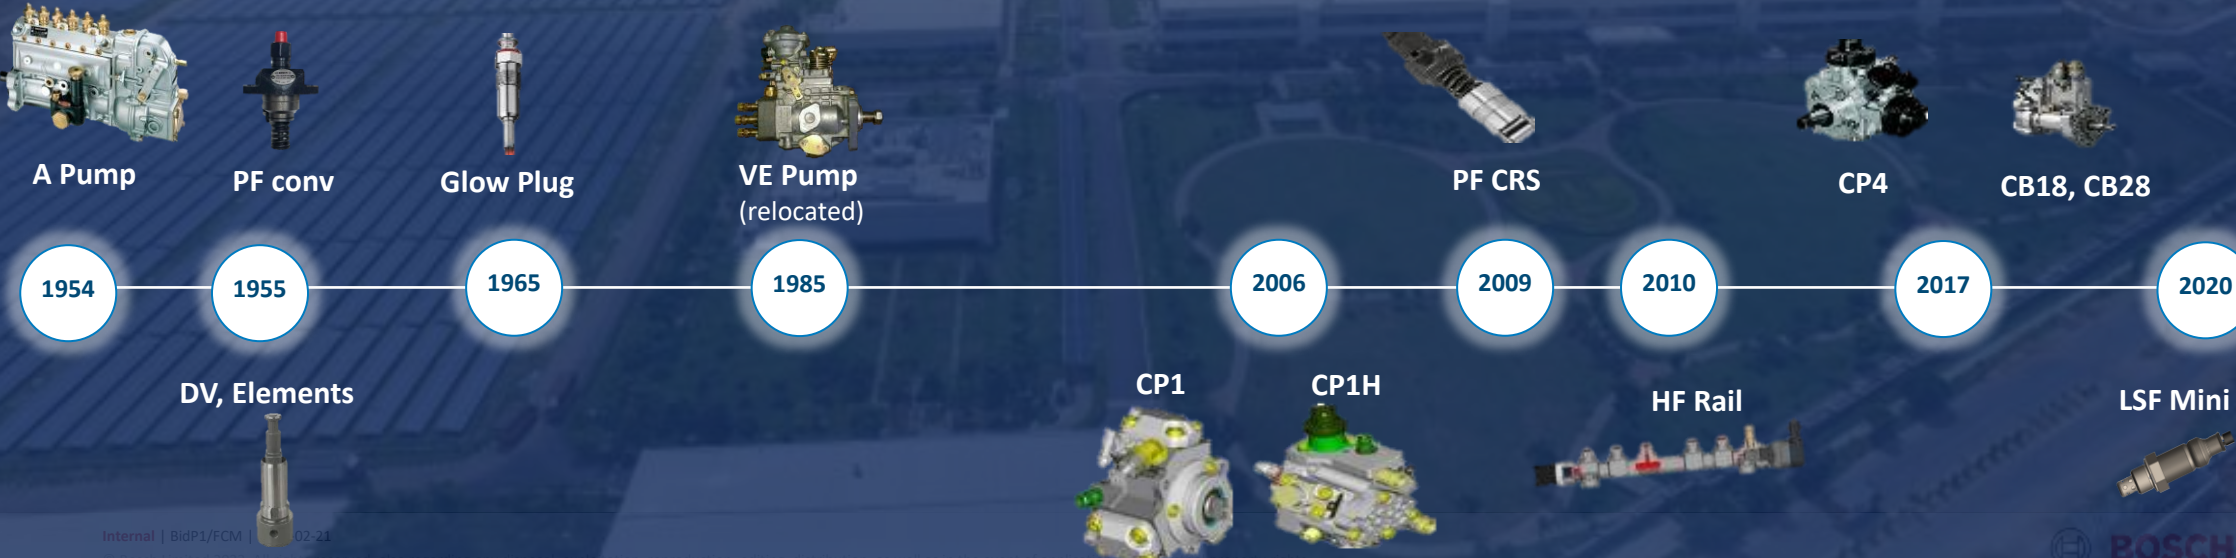 A Pump
PF conv
Glow Plug
VE Pump
(relocated)
PF CRS
CP4
CB18, CB28
1954
1955
1965
1985
2006
2009
2010
2017
2020
DV, Elements
CP1
CP1H
HF Rail
LSF Mini
Internal | BidP1/FCM | 02-21
BOSCH